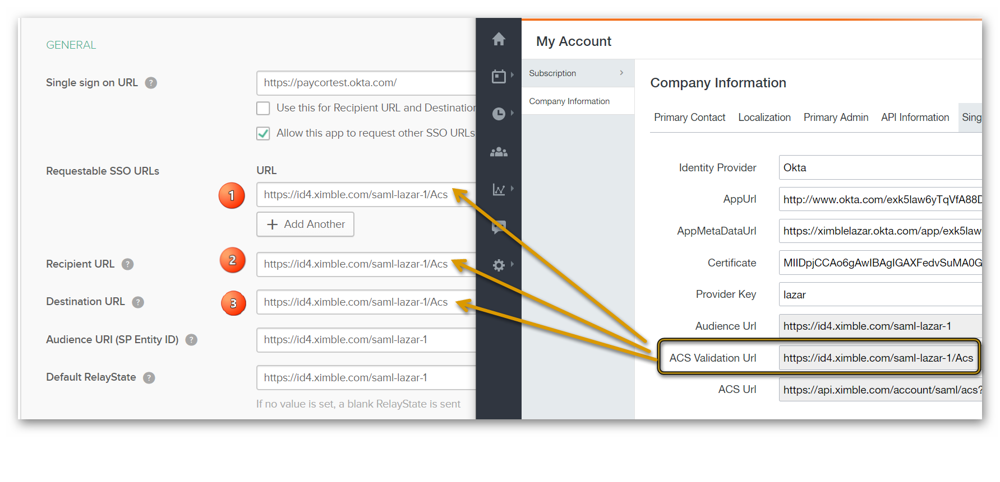 GENERAL
Single sign on URL ?
https://paycortest.okta.com/
Use this for Recipient URL and Destination
Allow this app to request other SSO URLs
Requestable SSO URLs
URL
1
https://id4.ximble.com/saml-lazar-1/Acs
+ Add Another
Recipient URL ?
2
https://id4.ximble.com/saml-lazar-1/Acs
Destination URL ?
3
https://id4.ximble.com/saml-lazar-1/Acs
Audience URI (SP Entity ID) ?
https://id4.ximble.com/saml-lazar-1
Default RelayState ?
https://id4.ximble.com/saml-lazar-1
If no value is set, a blank RelayState is sent
My Account
Subscription
Company Information
Company Information
Primary Contact Localization Primary Admin API Information Sing
Identity Provider Okta
AppUrl http://www.okta.com/exk5law6yTqVfA88D
AppMetaDataUrl https://ximblelazar.okta.com/app/exk5law
Certificate MIIDpjCCAo6gAwIBAgIGAXFedvSuMA0G
Provider Key lazar
Audience Url https://id4.ximble.com/saml-lazar-1
ACS Validation Url https://id4.ximble.com/saml-lazar-1/Acs
ACS Url https://api.ximble.com/account/saml/acs?